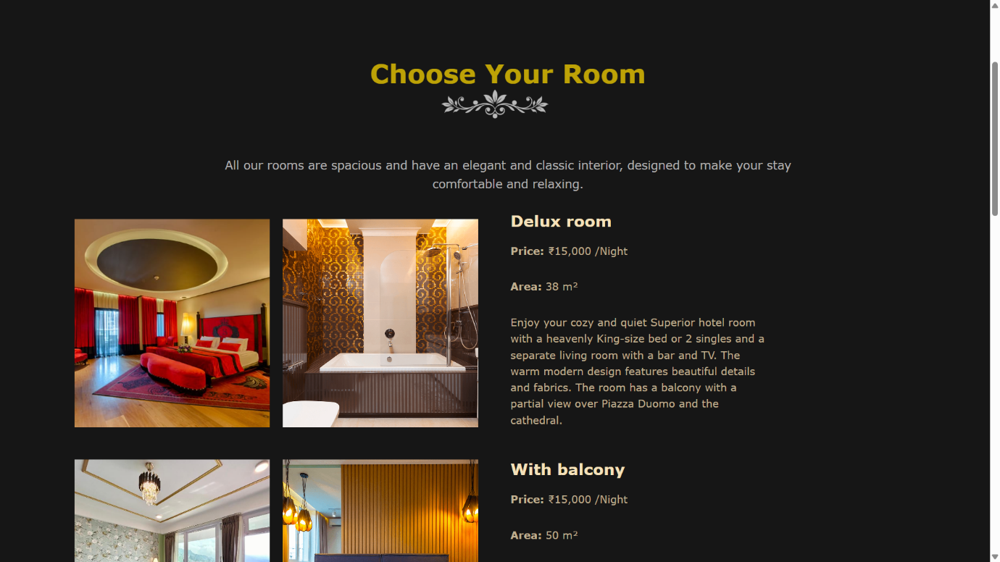 Choose Your Room
All our rooms are spacious and have an elegant and classic interior, designed to make your stay
comfortable and relaxing.
Delux room
Price: ₹15,000 /Night
Area: 38 m²
Enjoy your cozy and quiet Superior hotel room
with a heavenly King-size bed or 2 singles and a
separate living room with a bar and TV. The
warm modern design features beautiful details
and fabrics. The room has a balcony with a
partial view over Piazza Duomo and the
cathedral.
With balcony
Price: ₹15,000 /Night
Area: 50 m²